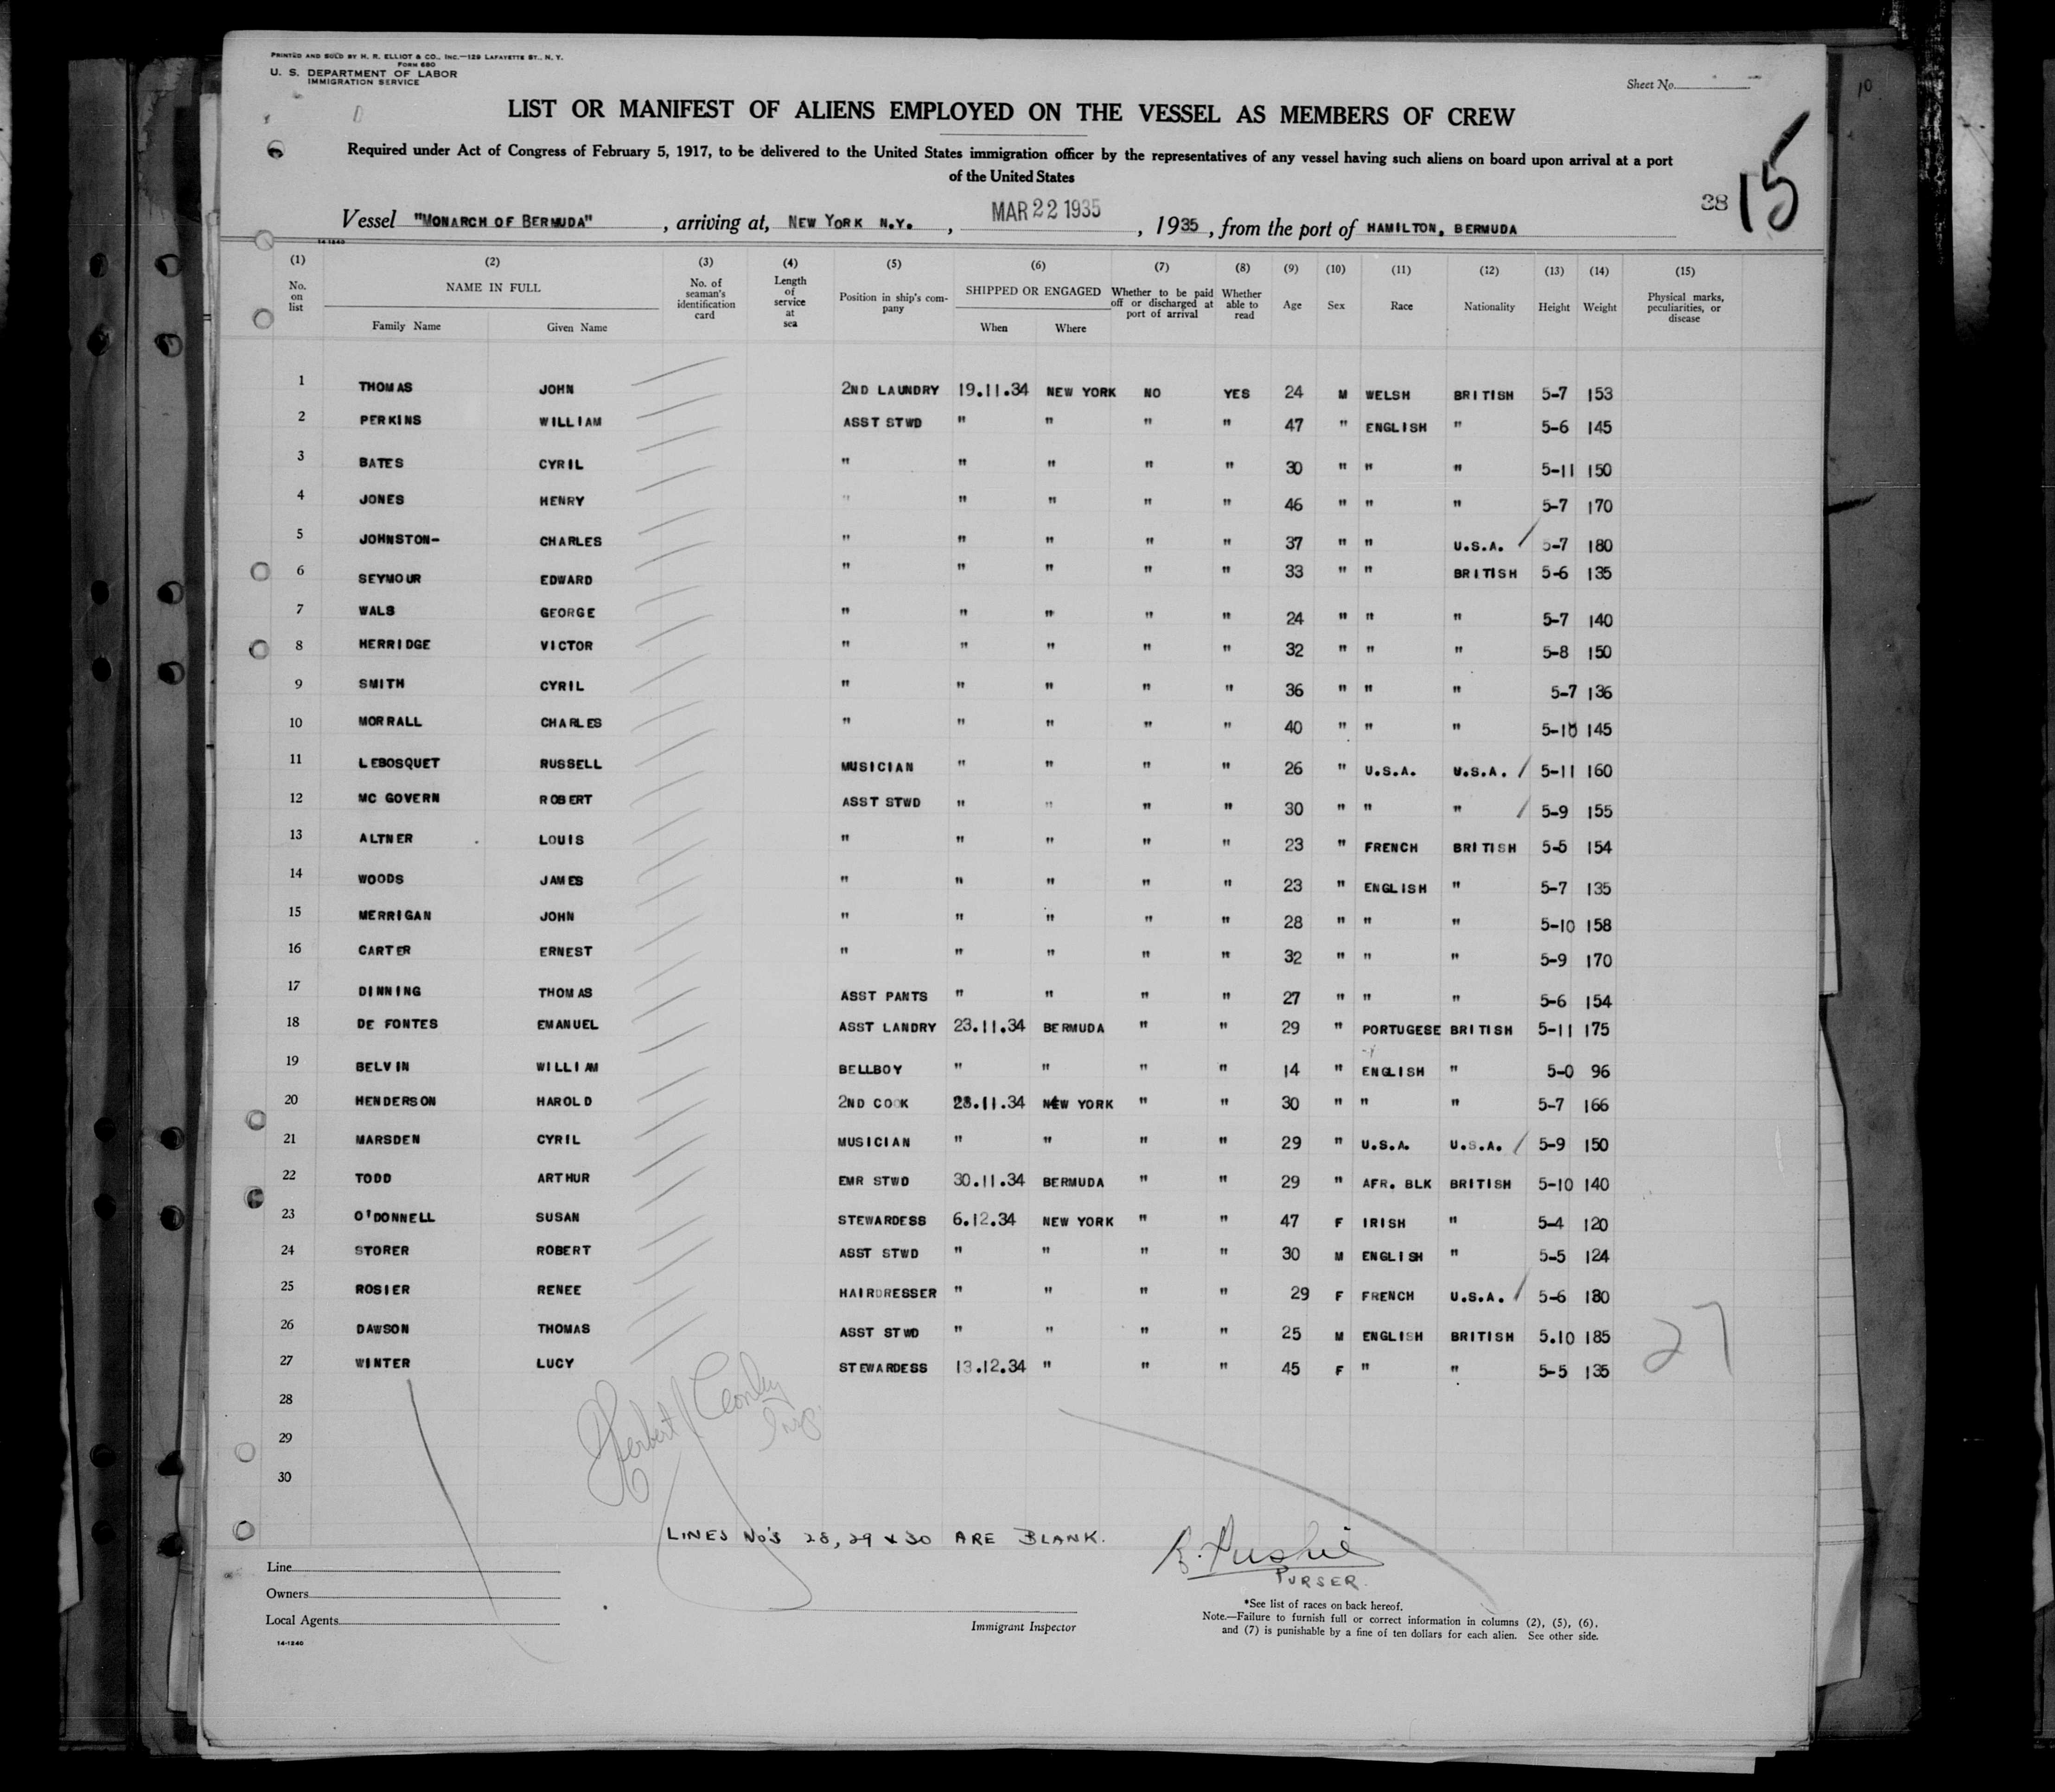 PRINTED AND SOLD BY H. R. ELLIOT & CO., INC.—129 LAFAYETTE ST., N. Y.
FORM 680
U. S. DEPARTMENT OF LABOR
IMMIGRATION SERVICE
Sheet No.
10
LIST OR MANIFEST OF ALIENS EMPLOYED ON THE VESSEL AS MEMBERS OF CREW
Required under Act of Congress of February 5, 1917, to be delivered to the United States immigration officer by the representatives of any vessel having such aliens on board upon arrival at a port
of the United States
38 15
Vessel "MONARCH OF BERMUDA" , arriving at, NEW YORK N.Y. , MAR 22 1935 , 1935 , from the port of HAMILTON, BERMUDA
14-1240
(1) No. on list (2) NAME IN FULL Family Name Given Name (3) No. of seaman's identification card (4) Length of service at sea (5) Position in ship's company (6) SHIPPED OR ENGAGED When Where (7) Whether to be paid off or discharged at port of arrival (8) Whether able to read (9) Age (10) Sex (11) Race (12) Nationality (13) Height (14) Weight (15) Physical marks, peculiarities, or disease
1 THOMAS JOHN 2ND LAUNDRY 19.11.34 NEW YORK NO YES 24 M WELSH BRITISH 5-7 153
2 PERKINS WILLIAM ASST STWD " " " " 47 " ENGLISH " 5-6 145
3 BATES CYRIL " " " " " 30 " " " 5-11 150
4 JONES HENRY " " " " " 46 " " " 5-7 170
5 JOHNSTON- CHARLES " " " " " 37 " " U.S.A. 5-7 180
6 SEYMOUR EDWARD " " " " " 33 " " BRITISH 5-6 135
7 WALS GEORGE " " " " " 24 " " " 5-7 140
8 HERRIDGE VICTOR " " " " " 32 " " " 5-8 150
9 SMITH CYRIL " " " " " 36 " " " 5-7 136
10 MORRALL CHARLES " " " " " 40 " " " 5-10 145
11 LEBOSQUET RUSSELL MUSICIAN " " " " 26 " U.S.A. U.S.A. 5-11 160
12 MC GOVERN ROBERT ASST STWD " " " " 30 " " " 5-9 155
13 ALTNER LOUIS " " " " " 23 " FRENCH BRITISH 5-5 154
14 WOODS JAMES " " " " " 23 " ENGLISH " 5-7 135
15 MERRIGAN JOHN " " " " " 28 " " " 5-10 158
16 CARTER ERNEST " " " " " 32 " " " 5-9 170
17 DINNING THOMAS ASST PANTS " " " " 27 " " " 5-6 154
18 DE FONTES EMANUEL ASST LANDRY 23.11.34 BERMUDA " " 29 " PORTUGESE BRITISH 5-11 175
19 BELVIN WILLIAM BELLBOY " " " " 14 " ENGLISH " 5-0 96
20 HENDERSON HAROLD 2ND COOK 28.11.34 NEW YORK " " 30 " " " 5-7 166
21 MARSDEN CYRIL MUSICIAN " " " " 29 " U.S.A. U.S.A. 5-9 150
22 TODD ARTHUR EMR STWD 30.11.34 BERMUDA " " 29 " AFR. BLK BRITISH 5-10 140
23 O'DONNELL SUSAN STEWARDESS 6.12.34 NEW YORK " " 47 F IRISH " 5-4 120
24 STORER ROBERT ASST STWD " " " " 30 M ENGLISH " 5-5 124
25 ROSIER RENEE HAIRDRESSER " " " " 29 F FRENCH U.S.A. 5-6 180
26 DAWSON THOMAS ASST STWD " " " " 25 M ENGLISH BRITISH 5.10 185
27 WINTER LUCY STEWARDESS 13.12.34 " " " 45 F " " 5-5 135
27
28
29
30
Herbert
LINES No's 28, 29 & 30 ARE BLANK.
PURSER.
Line
Owners
Local Agents
14-1240
Immigrant Inspector
*See list of races on back hereof.
Note.—Failure to furnish full or correct information in columns (2), (5), (6),
and (7) is punishable by a fine of ten dollars for each alien. See other side.